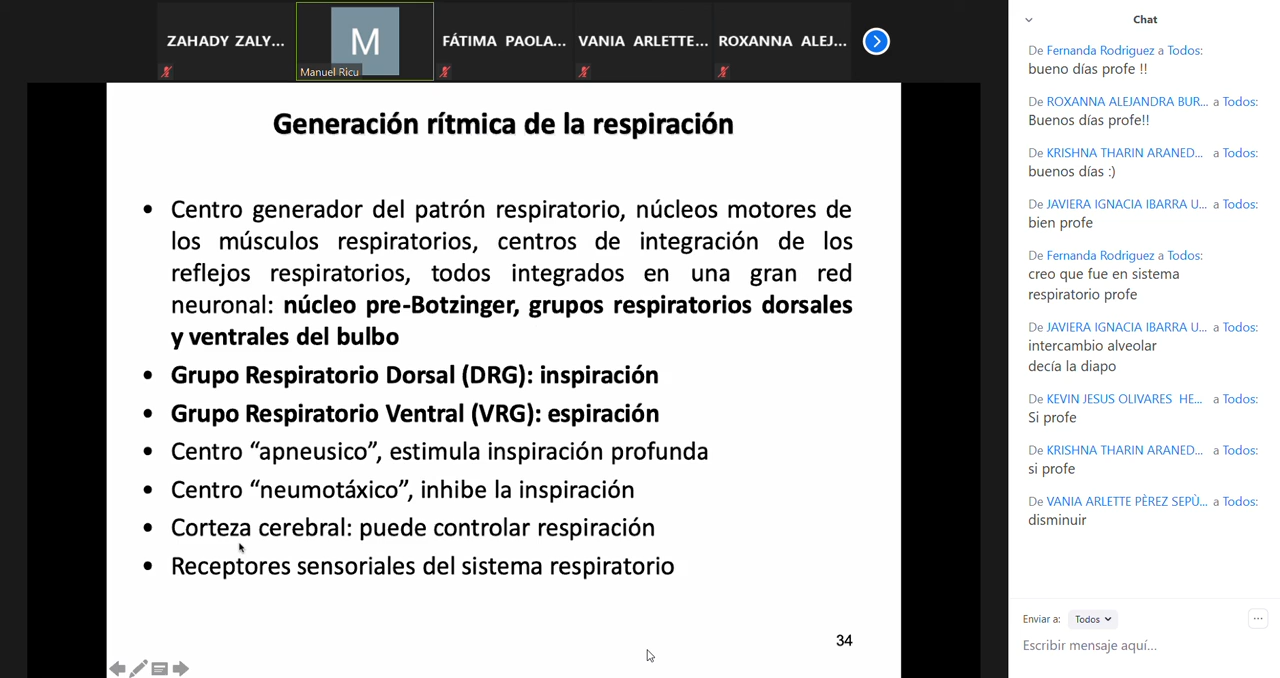 ZAHADY ZALY...
M
Manuel Ricu
FÁTIMA PAOLA...
VANIA ARLETTE...
ROXANNA ALEJ...
Generación rítmica de la respiración
• Centro generador del patrón respiratorio, núcleos motores de
los músculos respiratorios, centros de integración de los
reflejos respiratorios, todos integrados en una gran red
neuronal: núcleo pre-Botzinger, grupos respiratorios dorsales
y ventrales del bulbo
• Grupo Respiratorio Dorsal (DRG): inspiración
• Grupo Respiratorio Ventral (VRG): espiración
• Centro “apneusico”, estimula inspiración profunda
• Centro “neumotáxico”, inhibe la inspiración
• Corteza cerebral: puede controlar respiración
• Receptores sensoriales del sistema respiratorio
34
Chat
De Fernanda Rodriguez a Todos:
bueno días profe !!
De ROXANNA ALEJANDRA BUR... a Todos:
Buenos días profe!!
De KRISHNA THARIN ARANED... a Todos:
buenos días :)
De JAVIERA IGNACIA IBARRA U... a Todos:
bien profe
De Fernanda Rodriguez a Todos:
creo que fue en sistema
respiratorio profe
De JAVIERA IGNACIA IBARRA U... a Todos:
intercambio alveolar
decía la diapo
De KEVIN JESUS OLIVARES HE... a Todos:
Si profe
De KRISHNA THARIN ARANED... a Todos:
si profe
De VANIA ARLETTE PÈREZ SEPÙ... a Todos:
disminuir
Enviar a: Todos
Escribir mensaje aquí...